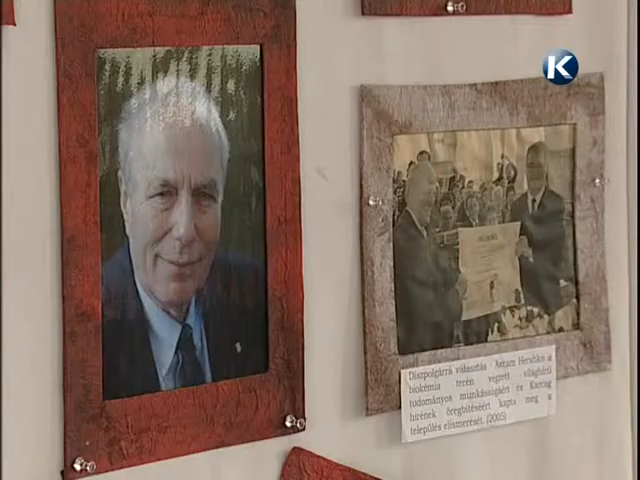 K
Díszpolgárrá választás - Avram Hershko a
biokémia terén végzett világhírű
tudományos munkásságáért és Karcag
hírének öregbítéséért kapta meg a
település elismerését. (2005)